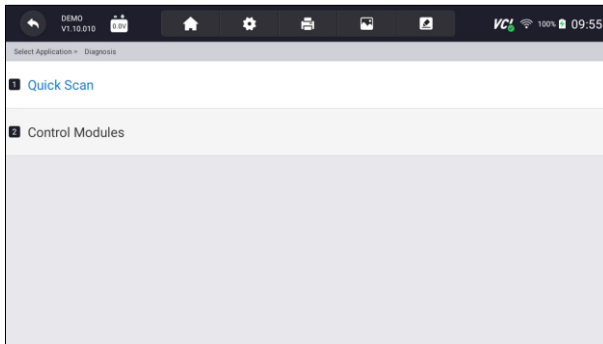 DEMO
V1.10.010
0.0V
VCI
100%
09:55
Select Application > Diagnosis
1 Quick Scan
2 Control Modules